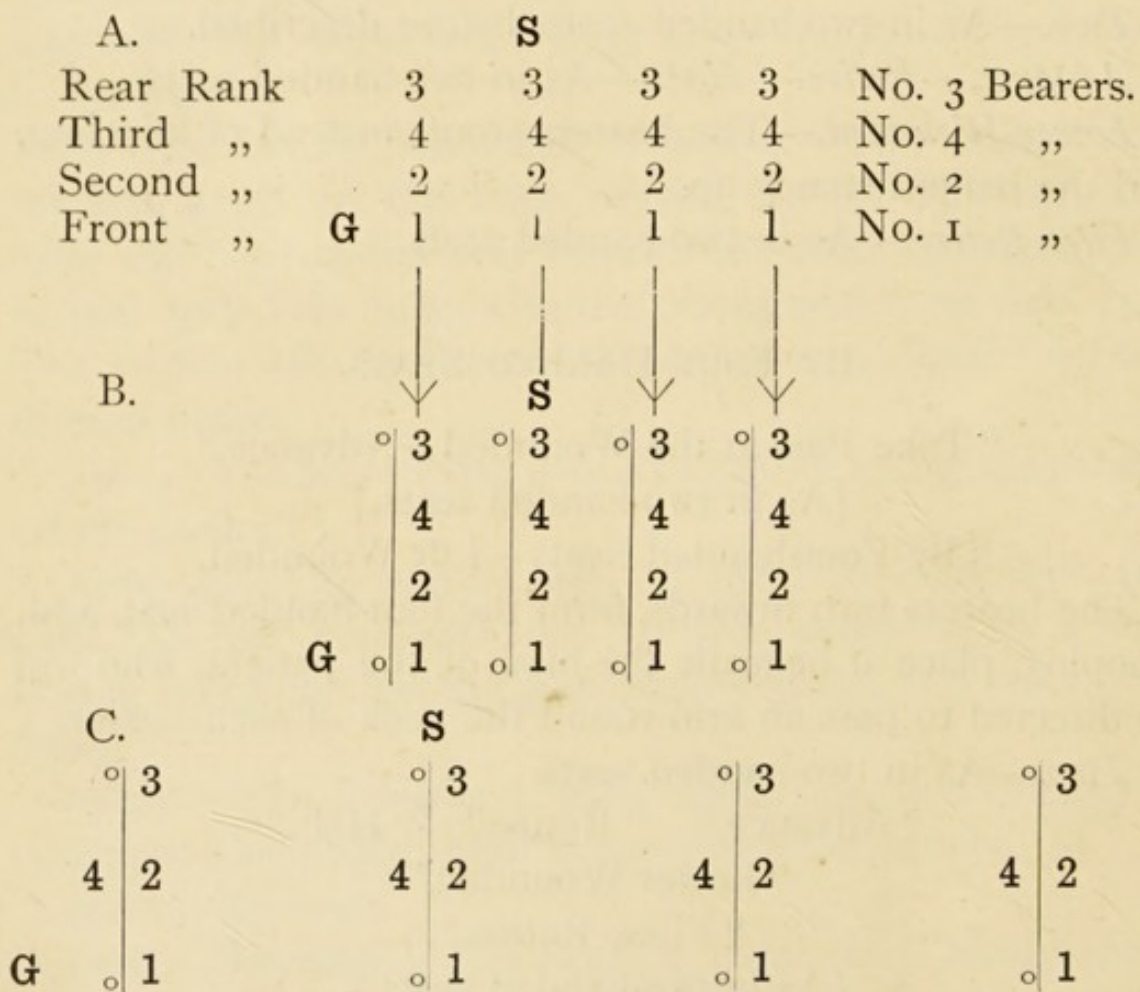 A. S
Rear Rank 3 3 3 3 No. 3 Bearers.
Third „ 4 4 4 4 No. 4 „
Second „ 2 2 2 2 No. 2 „
Front „ G 1 1 1 1 No. 1 „
B. S
o 3 o 3 o 3 o 3
4 4 4 4
2 2 2 2
G o 1 o 1 o 1 o 1
C. S
o 3 o 3 o 3 o 3
4 2 4 2 4 2 4 2
G o 1 o 1 o 1 o 1